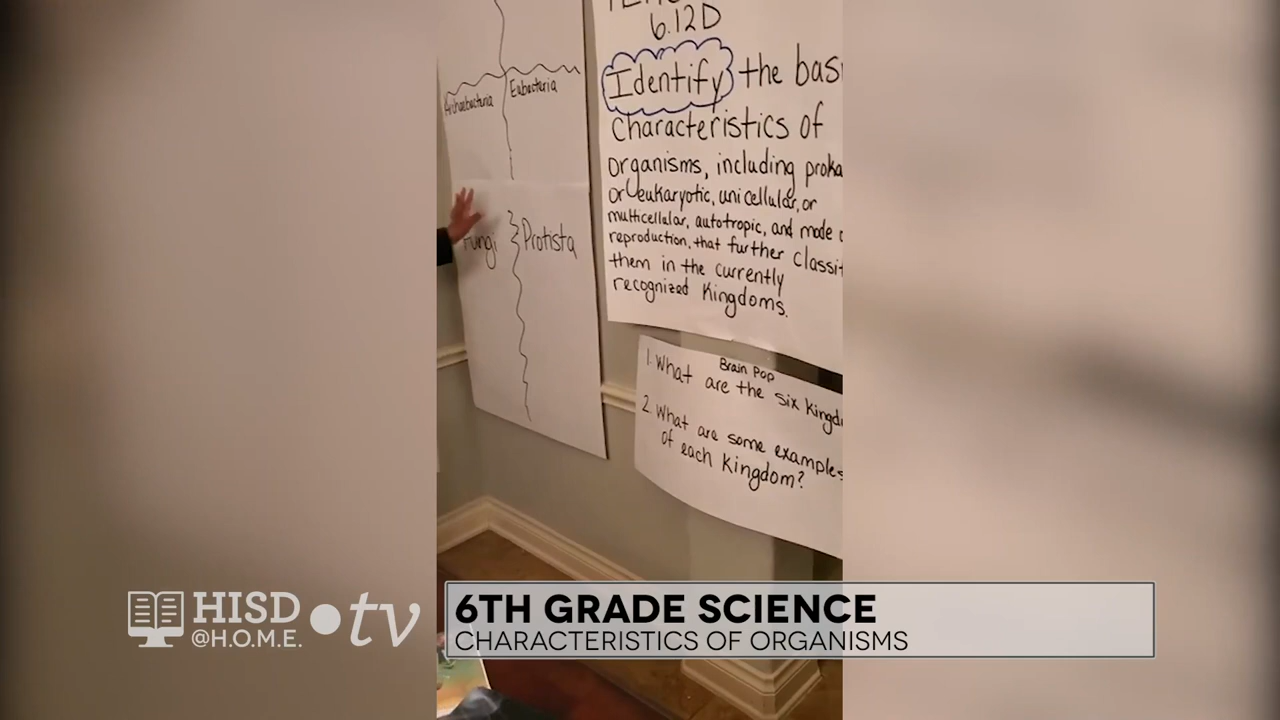 6.12D
Identify the bas
Characteristics of
Organisms, including proka
or eukaryotic, unicellular, or
multicellular, autotropic, and mode o
reproduction, that further classif
them in the currently
recognized Kingdoms.
Archaebacteria
Eubacteria
Fungi
Protista
Brain Pop
1. What are the six kingd
2. What are some examples
of each Kingdom?
HISD
@H.O.M.E.
tv
6TH GRADE SCIENCE
CHARACTERISTICS OF ORGANISMS